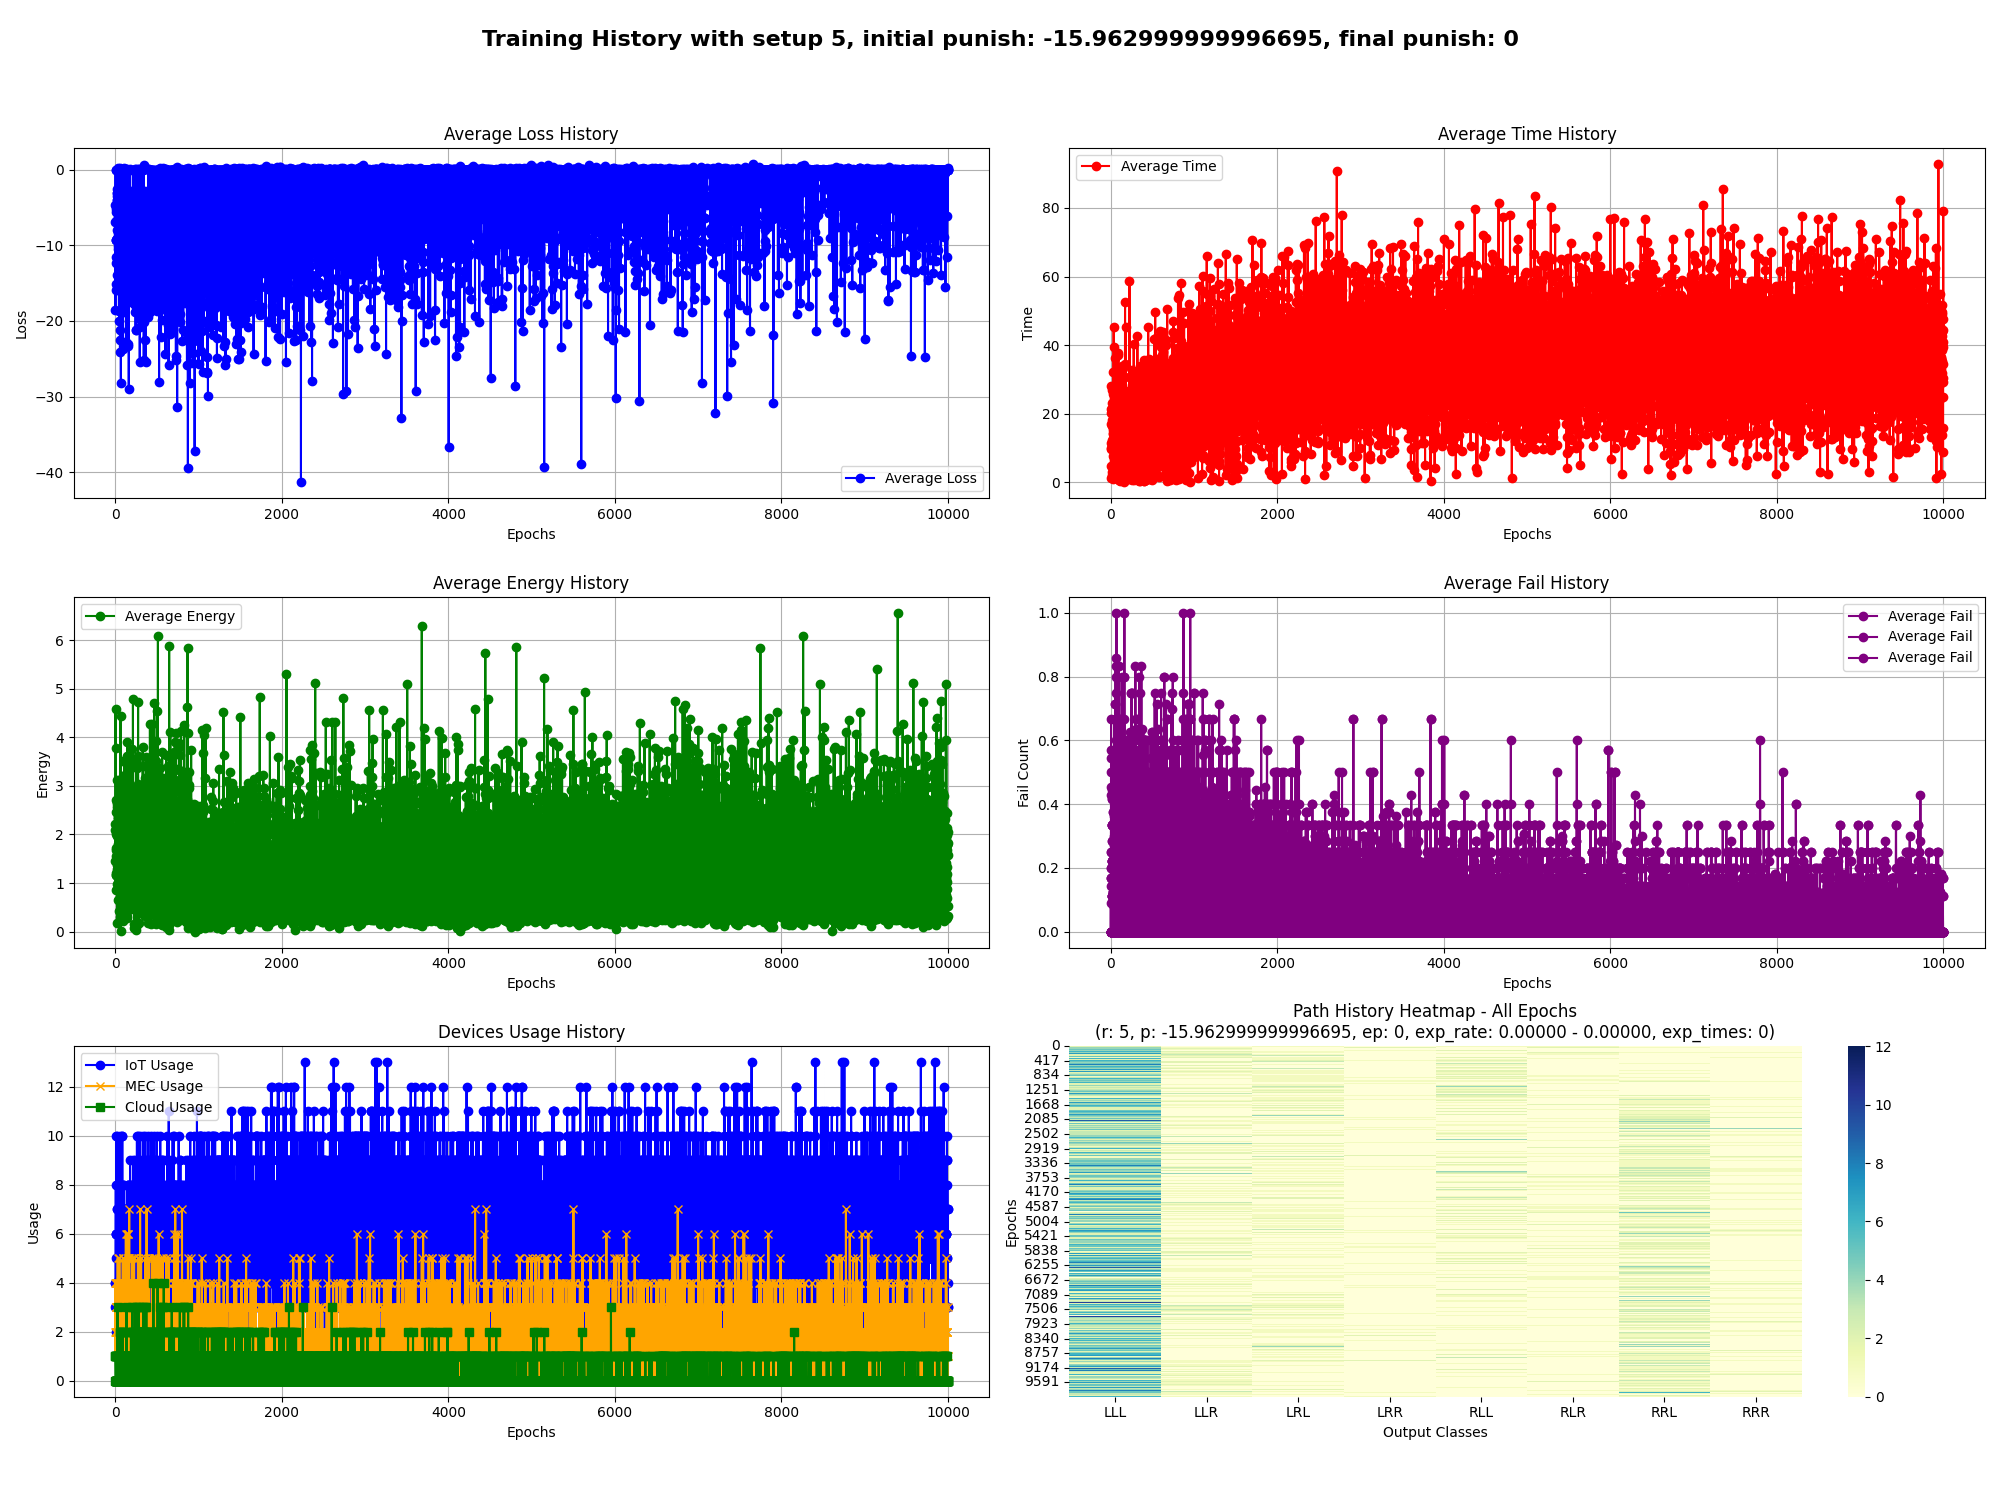 Training History with setup 5, initial punish: -15.962999999996695, final punish: 0
Average Loss History
0
−10
−20
−30
−40
Loss
0 2000 4000 6000 8000 10000
Epochs
Average Loss
Average Time History
Average Time
80
60
40
20
0
Time
0 2000 4000 6000 8000 10000
Epochs
Average Energy History
Average Energy
6
5
4
3
2
1
0
Energy
0 2000 4000 6000 8000 10000
Epochs
Average Fail History
Average Fail
Average Fail
Average Fail
1.0
0.8
0.6
0.4
0.2
0.0
Fail Count
0 2000 4000 6000 8000 10000
Epochs
Devices Usage History
IoT Usage
MEC Usage
Cloud Usage
12
10
8
6
4
2
0
Usage
0 2000 4000 6000 8000 10000
Epochs
Path History Heatmap - All Epochs
(r: 5, p: -15.962999999996695, ep: 0, exp_rate: 0.00000 - 0.00000, exp_times: 0)
0
417
834
1251
1668
2085
2502
2919
3336
3753
4170
4587
5004
5421
5838
6255
6672
7089
7506
7923
8340
8757
9174
9591
Epochs
LLL LLR LRL LRR RLL RLR RRL RRR
Output Classes
12
10
8
6
4
2
0